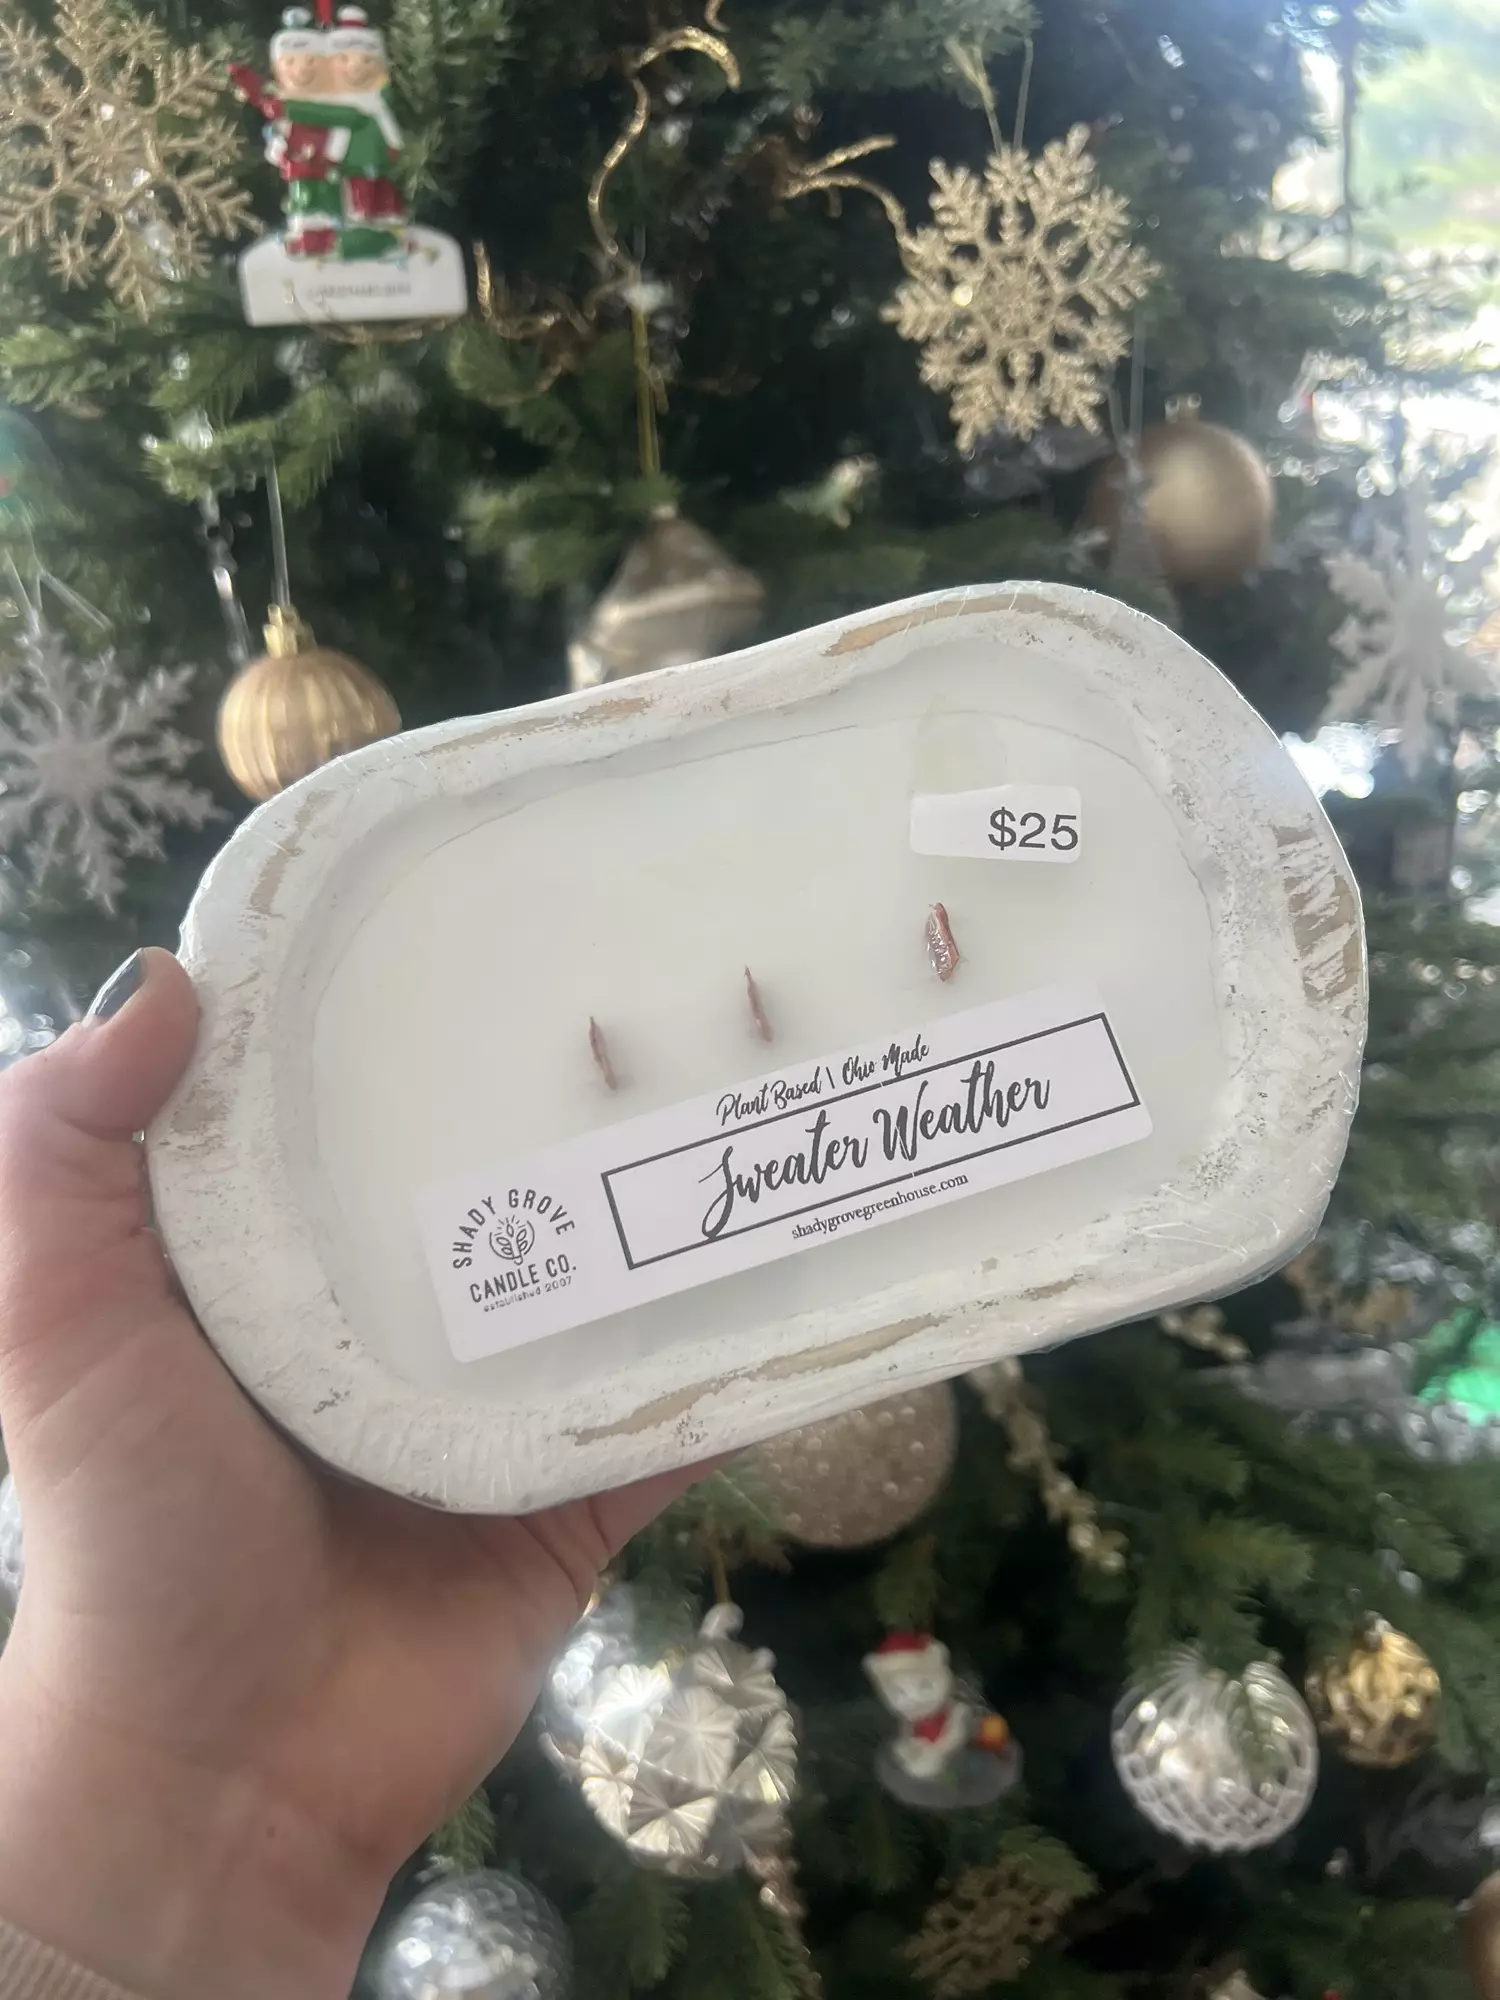 $25
Plant Based \ Ohio Made
Sweater Weather
shadygrovegreenhouse.com
SHADY GROVE
CANDLE CO.
established 2007